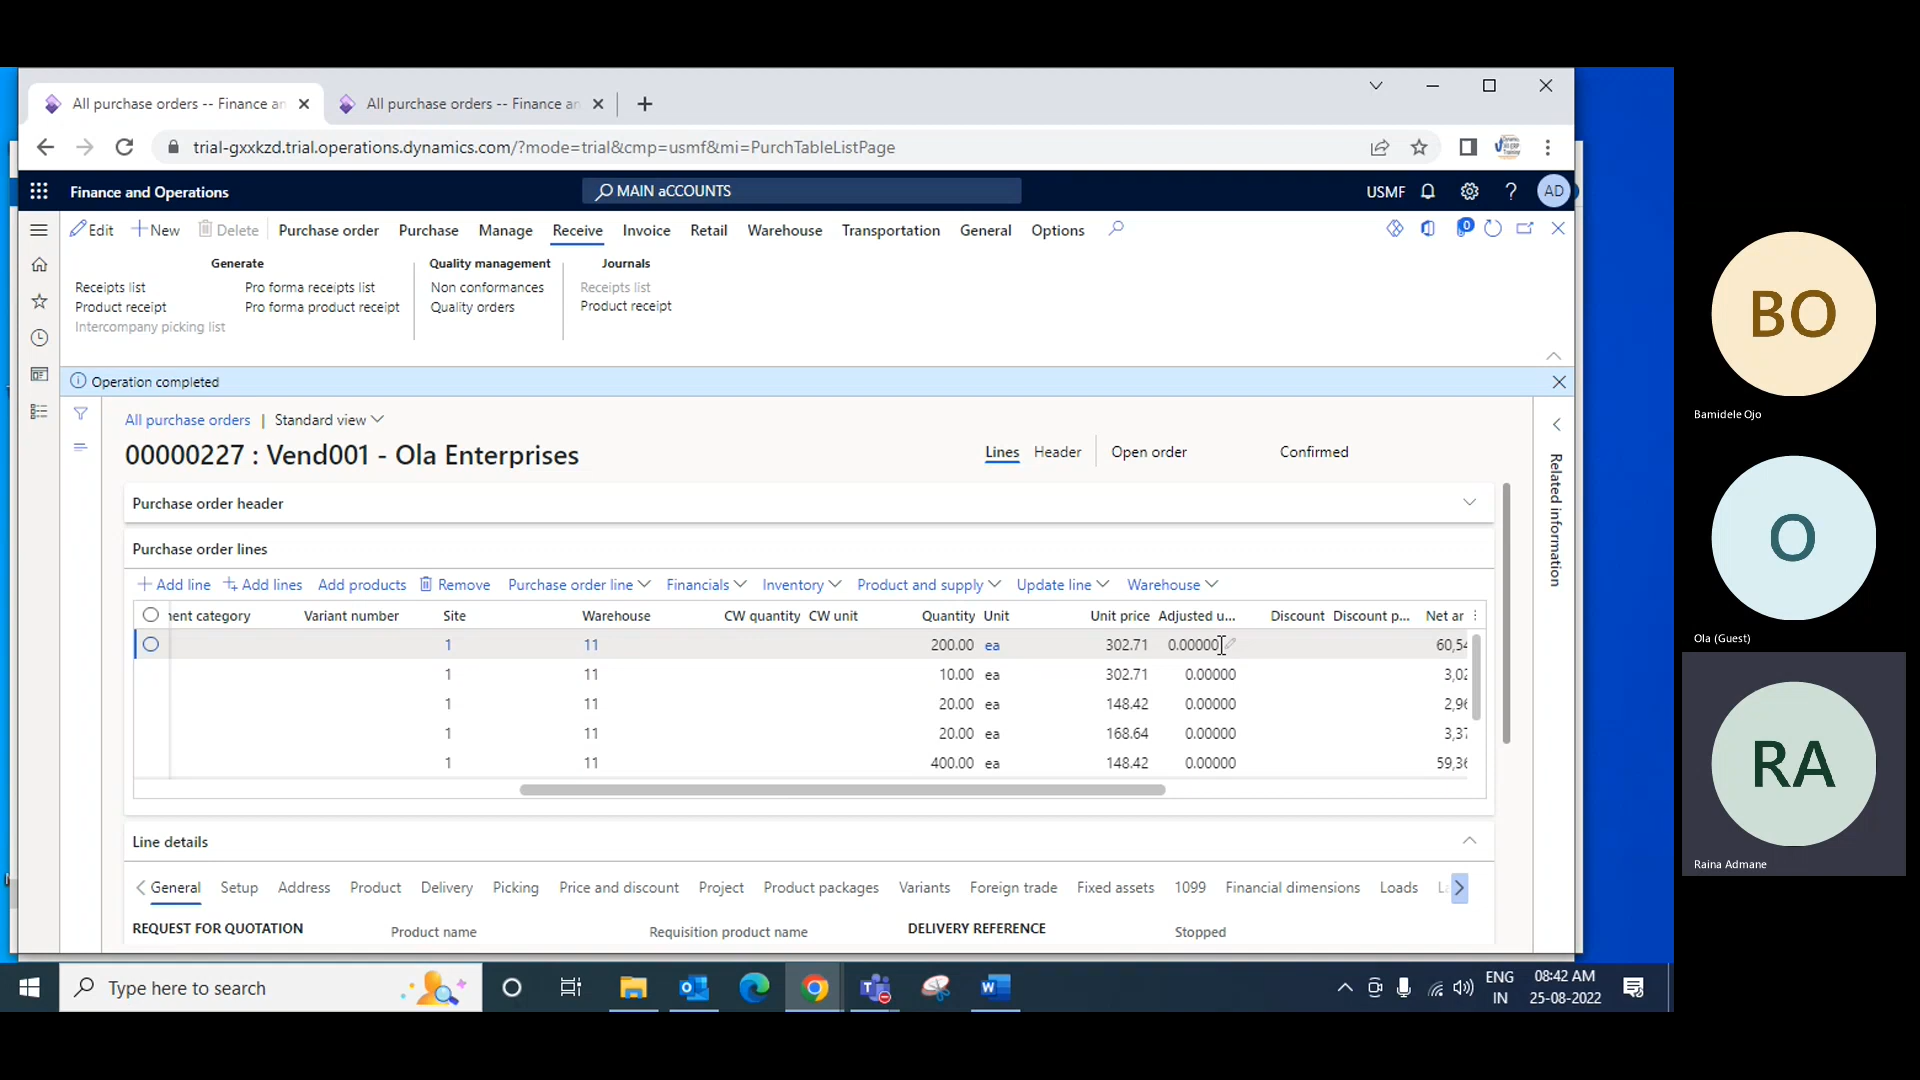 All purchase orders -- Finance an
All purchase orders -- Finance an
trial-gxxkzd.trial.operations.dynamics.com/?mode=trial&cmp=usmf&mi=PurchTableListPage
Finance and Operations
MAIN aCCOUNTS
USMF
AD
Edit New Delete Purchase order Purchase Manage Receive Invoice Retail Warehouse Transportation General Options
0
Generate Quality management Journals
Receipts list Pro forma receipts list Non conformances Receipts list
Product receipt Pro forma product receipt Quality orders Product receipt
Intercompany picking list
Operation completed
All purchase orders | Standard view
00000227 : Vend001 - Ola Enterprises
Lines Header Open order Confirmed
Related information
Purchase order header
Purchase order lines
Add line Add lines Add products Remove Purchase order line Financials Inventory Product and supply Update line Warehouse
nent category Variant number Site Warehouse CW quantity CW unit Quantity Unit Unit price Adjusted u... Discount Discount p... Net ar
1 11 200.00 ea 302.71 0.00000 60,54
1 11 10.00 ea 302.71 0.00000 3,02
1 11 20.00 ea 148.42 0.00000 2,96
1 11 20.00 ea 168.64 0.00000 3,37
1 11 400.00 ea 148.42 0.00000 59,36
Line details
General Setup Address Product Delivery Picking Price and discount Project Product packages Variants Foreign trade Fixed assets 1099 Financial dimensions Loads
REQUEST FOR QUOTATION Product name Requisition product name DELIVERY REFERENCE Stopped
Type here to search
ENG
IN
08:42 AM
25-08-2022
BO
Bamidele Ojo
O
Ola (Guest)
RA
Raina Admane